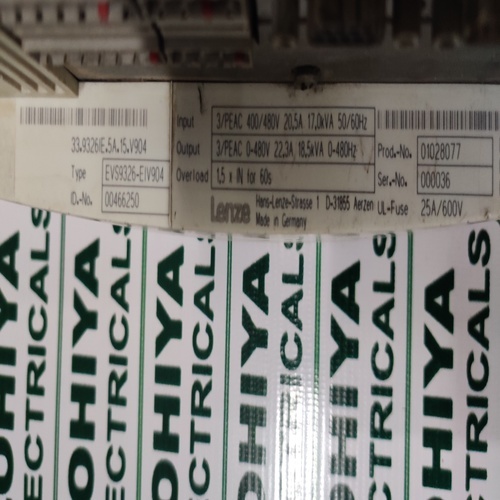 33.9326IE.5A.15.V904
Type EVS9326-EIV904
ID.-No. 00466250
Input 3/PEAC 400/480V 20,5A 17,0kVA 50/60Hz
Output 3/PEAC 0-480V 22,3A 18,5kVA 0-480Hz
Overload 1,5 x IN for 60s
Lenze Hans-Lenze-Strasse 1 D-31855 Aerzen
Made in Germany
Prod.-No. 01028077
Ser.-No. 000036
UL-Fuse 25A/600V
OHIYA
ECTRICALS
OHIYA
ECTRICALS
OHIYA
ECTRICALS
OHIYA
ECTRICALS
OHIYA
ECTRICALS
OHIYA
ECTRICALS